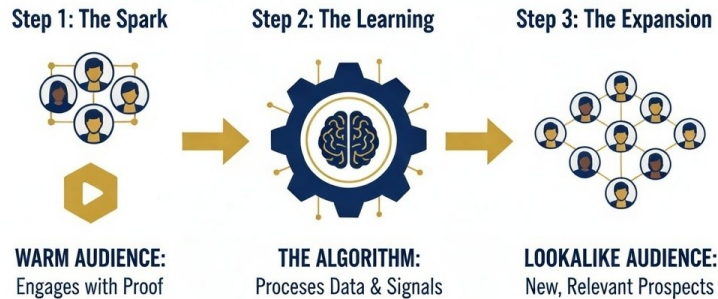 Step 1: The Spark
Step 2: The Learning
Step 3: The Expansion
WARM AUDIENCE:
Engages with Proof
THE ALGORITHM:
Proceses Data & Signals
LOOKALIKE AUDIENCE:
New, Relevant Prospects